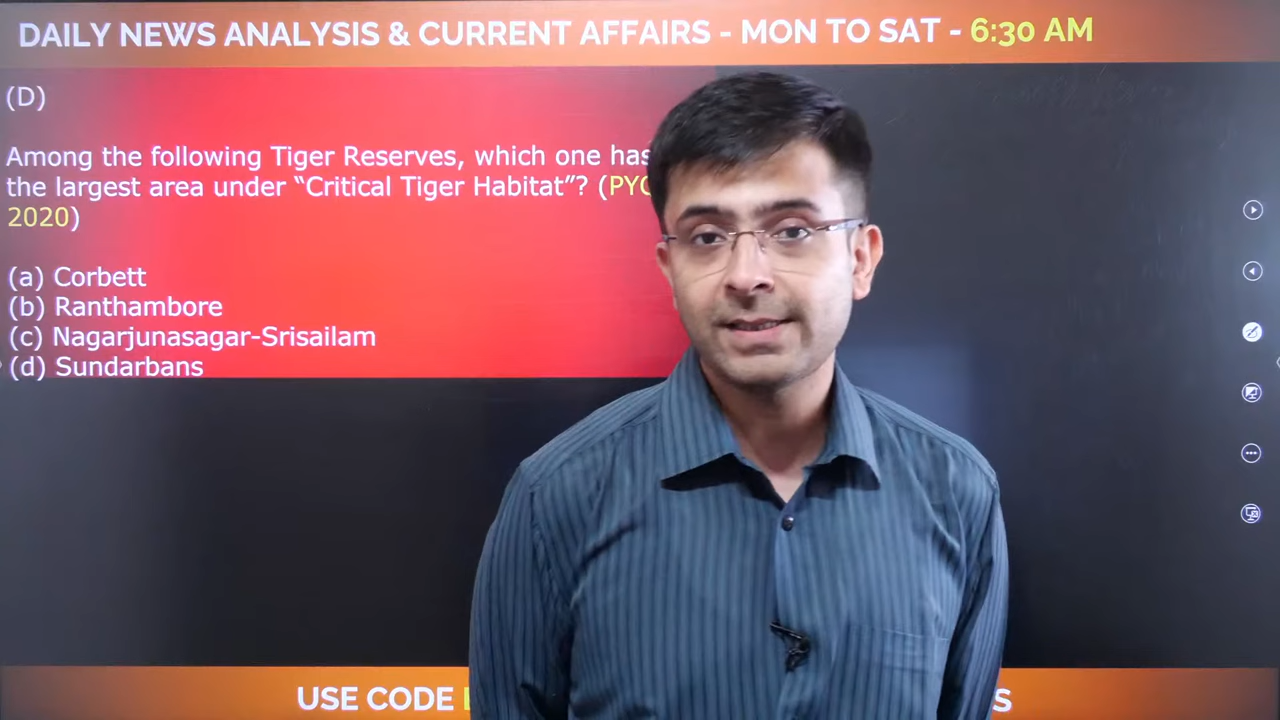 DAILY NEWS ANALYSIS & CURRENT AFFAIRS - MON TO SAT - 6:30 AM
(D)
Among the following Tiger Reserves, which one has
the largest area under “Critical Tiger Habitat”? (PYQ
2020)
(a) Corbett
(b) Ranthambore
(c) Nagarjunasagar-Srisailam
(d) Sundarbans
USE CODE